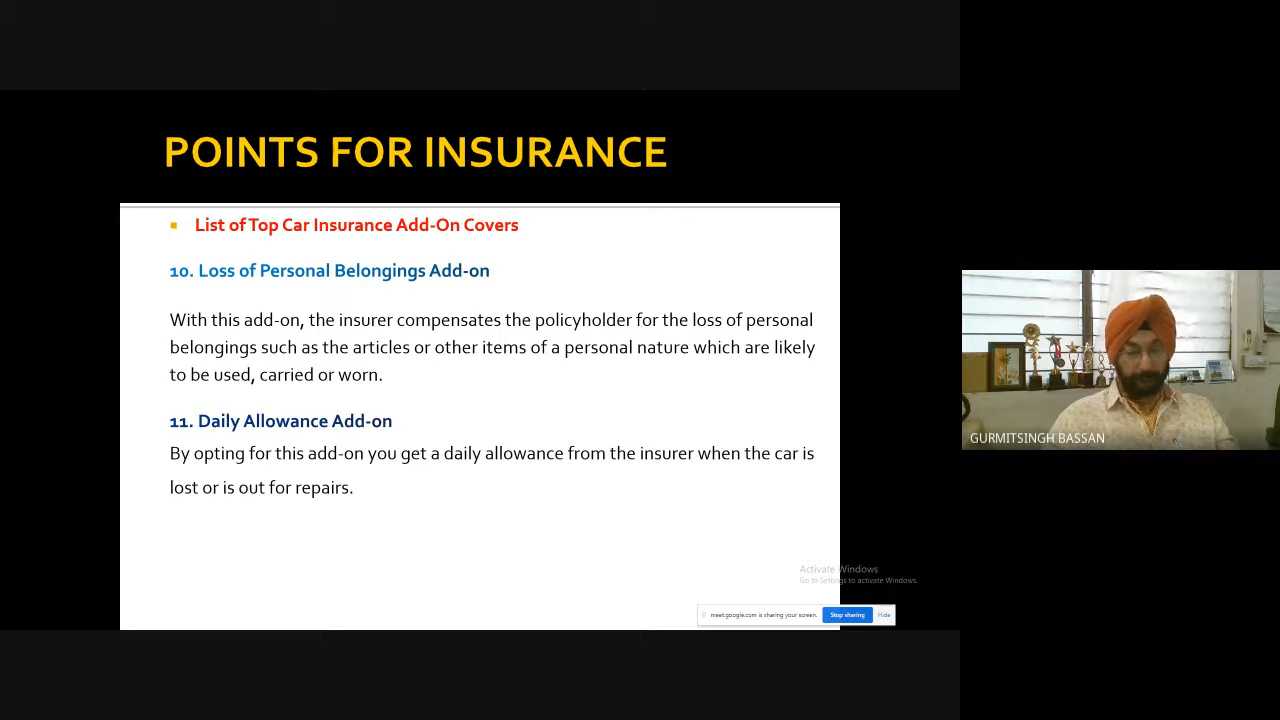 POINTS FOR INSURANCE
List of Top Car Insurance Add-On Covers
10. Loss of Personal Belongings Add-on
With this add-on, the insurer compensates the policyholder for the loss of personal
belongings such as the articles or other items of a personal nature which are likely
to be used, carried or worn.
11. Daily Allowance Add-on
By opting for this add-on you get a daily allowance from the insurer when the car is
lost or is out for repairs.
GURMITSINGH BASSAN
Activate Windows
Go to Settings to activate Windows.
meet.google.com is sharing your screen.
Stop sharing
Hide